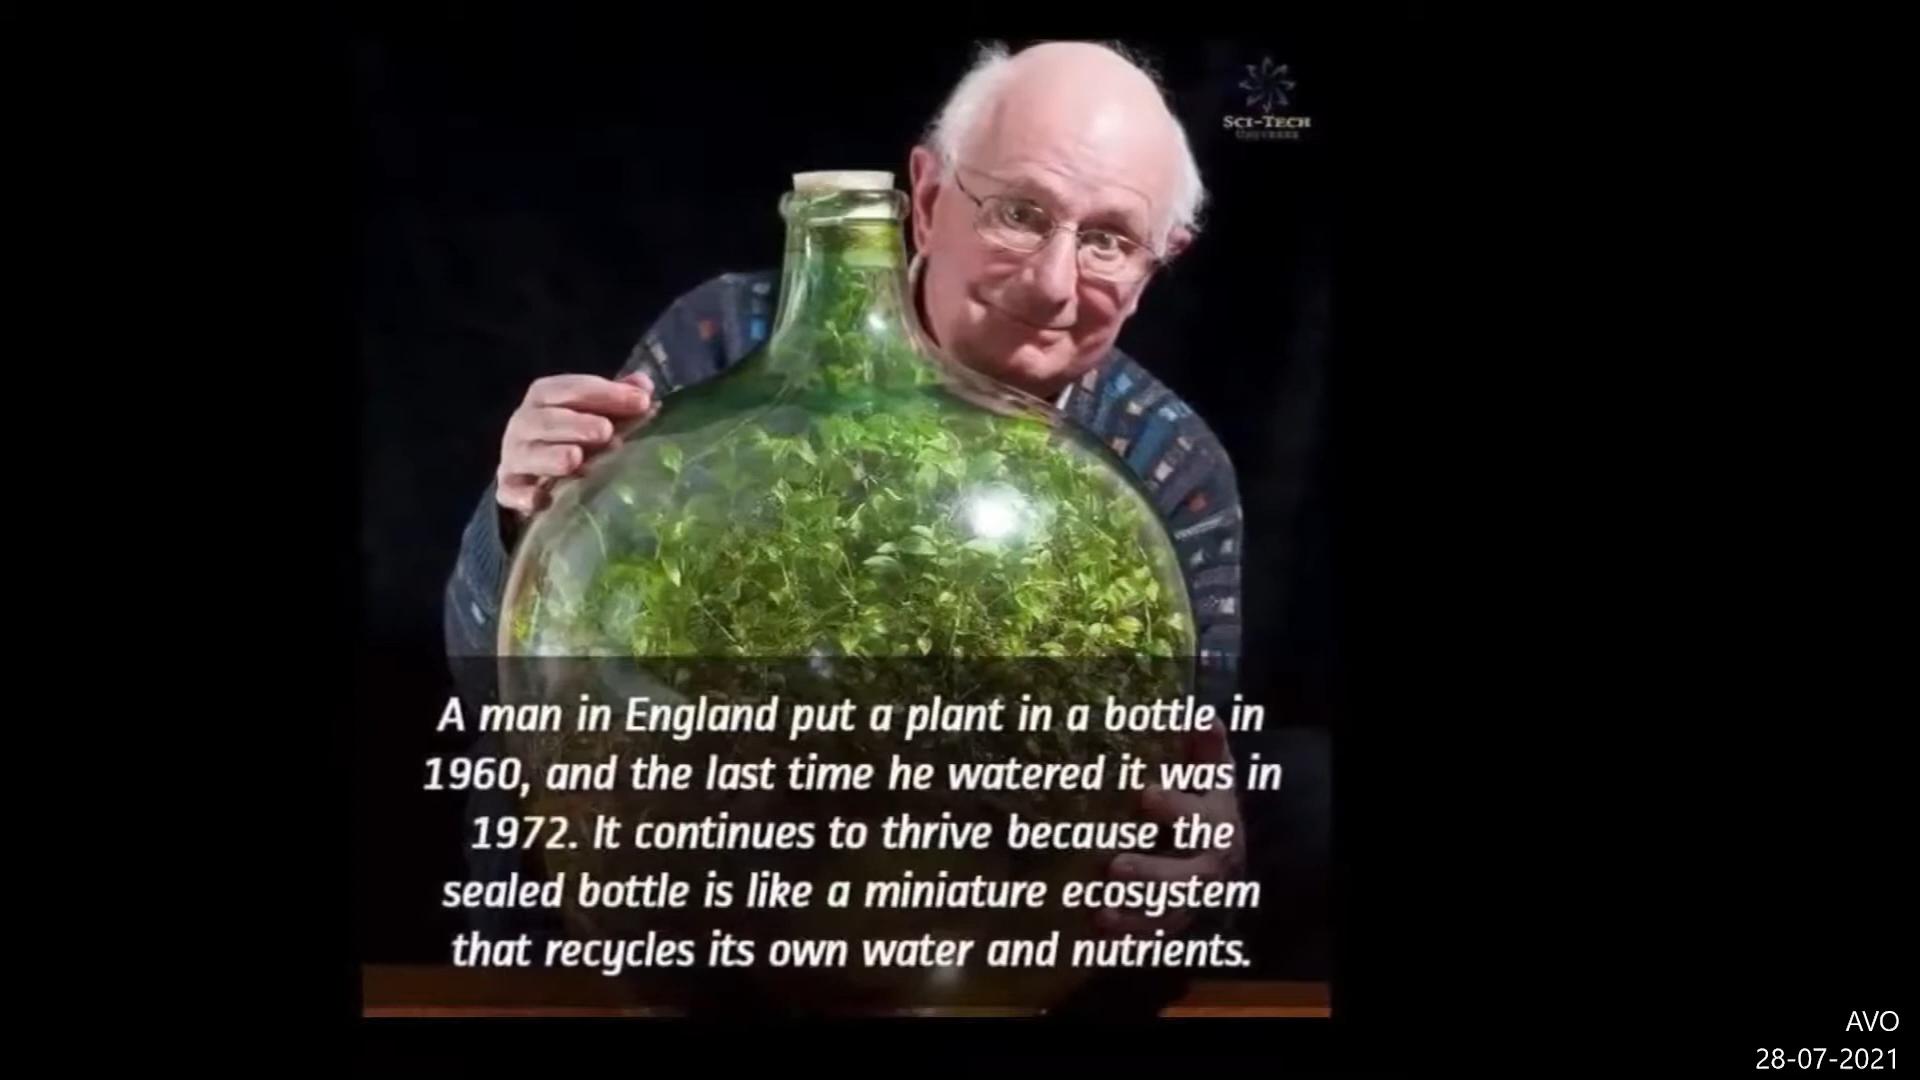 SCI-TECH
UNIVERSE
A man in England put a plant in a bottle in
1960, and the last time he watered it was in
1972. It continues to thrive because the
sealed bottle is like a miniature ecosystem
that recycles its own water and nutrients.
AVO
28-07-2021